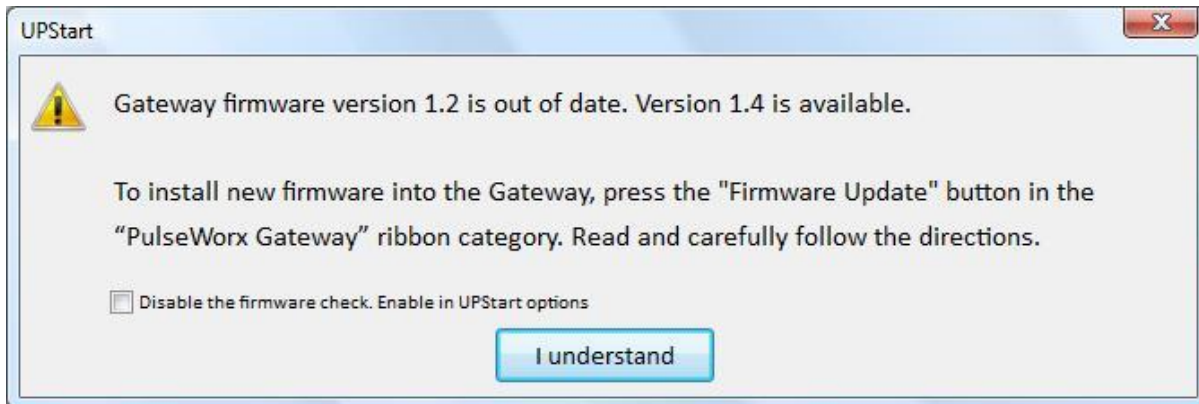 UPStart
Gateway firmware version 1.2 is out of date. Version 1.4 is available.
To install new firmware into the Gateway, press the "Firmware Update" button in the
“PulseWorx Gateway” ribbon category. Read and carefully follow the directions.
Disable the firmware check. Enable in UPStart options
I understand